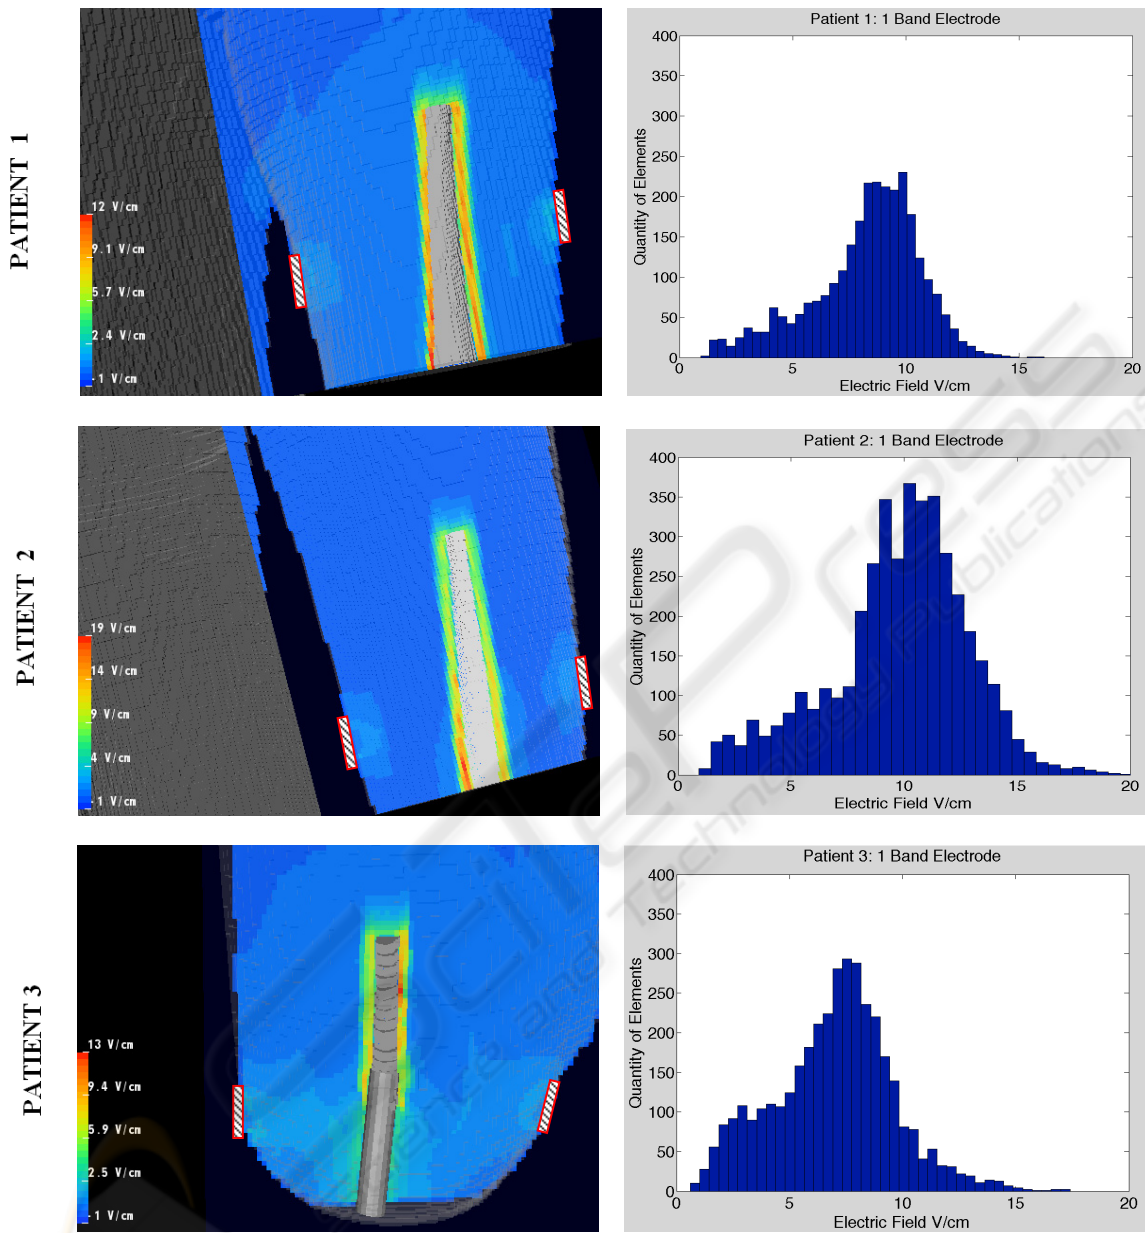 PATIENT 1
12 V/cm
9.1 V/cm
5.7 V/cm
2.4 V/cm
-1 V/cm
Patient 1: 1 Band Electrode
Quantity of Elements
400
350
300
250
200
150
100
50
0
0 5 10 15 20
Electric Field V/cm
PATIENT 2
19 V/cm
14 V/cm
9 V/cm
4 V/cm
-1 V/cm
Patient 2: 1 Band Electrode
Quantity of Elements
400
350
300
250
200
150
100
50
0
0 5 10 15 20
Electric Field V/cm
PATIENT 3
13 V/cm
9.4 V/cm
5.9 V/cm
2.5 V/cm
-1 V/cm
Patient 3: 1 Band Electrode
Quantity of Elements
400
350
300
250
200
150
100
50
0
0 5 10 15 20
Electric Field V/cm
SciTePress
Science and Technology Publications